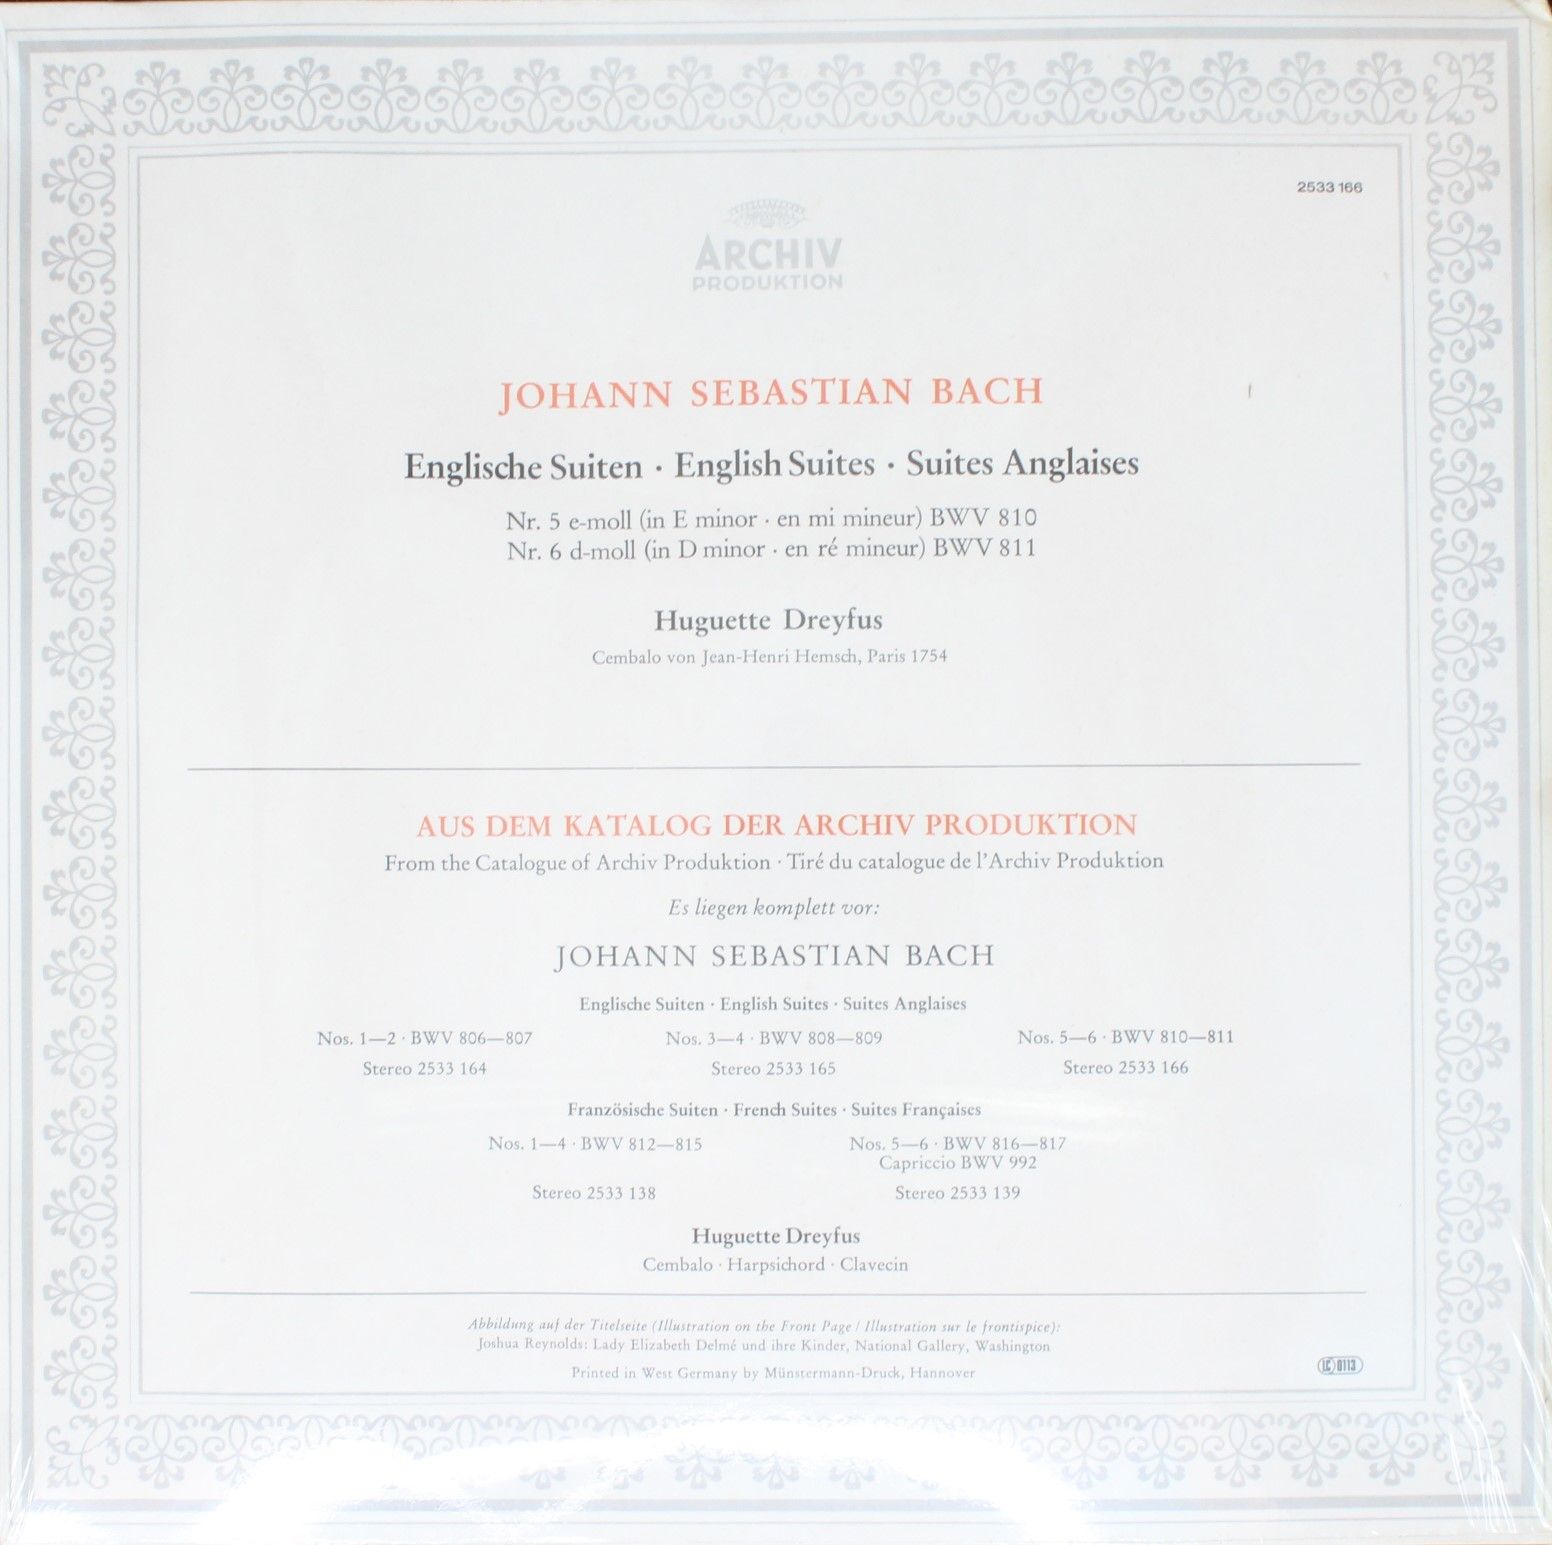 2533 166
ARCHIV
PRODUKTION
JOHANN SEBASTIAN BACH
Englische Suiten · English Suites · Suites Anglaises
Nr. 5 e-moll (in E minor · en mi mineur) BWV 810
Nr. 6 d-moll (in D minor · en ré mineur) BWV 811
Huguette Dreyfus
Cembalo von Jean-Henri Hemsch, Paris 1754
AUS DEM KATALOG DER ARCHIV PRODUKTION
From the Catalogue of Archiv Produktion · Tiré du catalogue de l'Archiv Produktion
Es liegen komplett vor:
JOHANN SEBASTIAN BACH
Englische Suiten · English Suites · Suites Anglaises
Nos. 1—2 · BWV 806—807 Nos. 3—4 · BWV 808—809 Nos. 5—6 · BWV 810—811
Stereo 2533 164 Stereo 2533 165 Stereo 2533 166
Französische Suiten · French Suites · Suites Françaises
Nos. 1—4 · BWV 812—815 Nos. 5—6 · BWV 816—817
Capriccio BWV 992
Stereo 2533 138 Stereo 2533 139
Huguette Dreyfus
Cembalo · Harpsichord · Clavecin
Abbildung auf der Titelseite (Illustration on the Front Page / Illustration sur le frontispice):
Joshua Reynolds: Lady Elizabeth Delmé und ihre Kinder, National Gallery, Washington
Printed in West Germany by Münstermann-Druck, Hannover
LC 0113